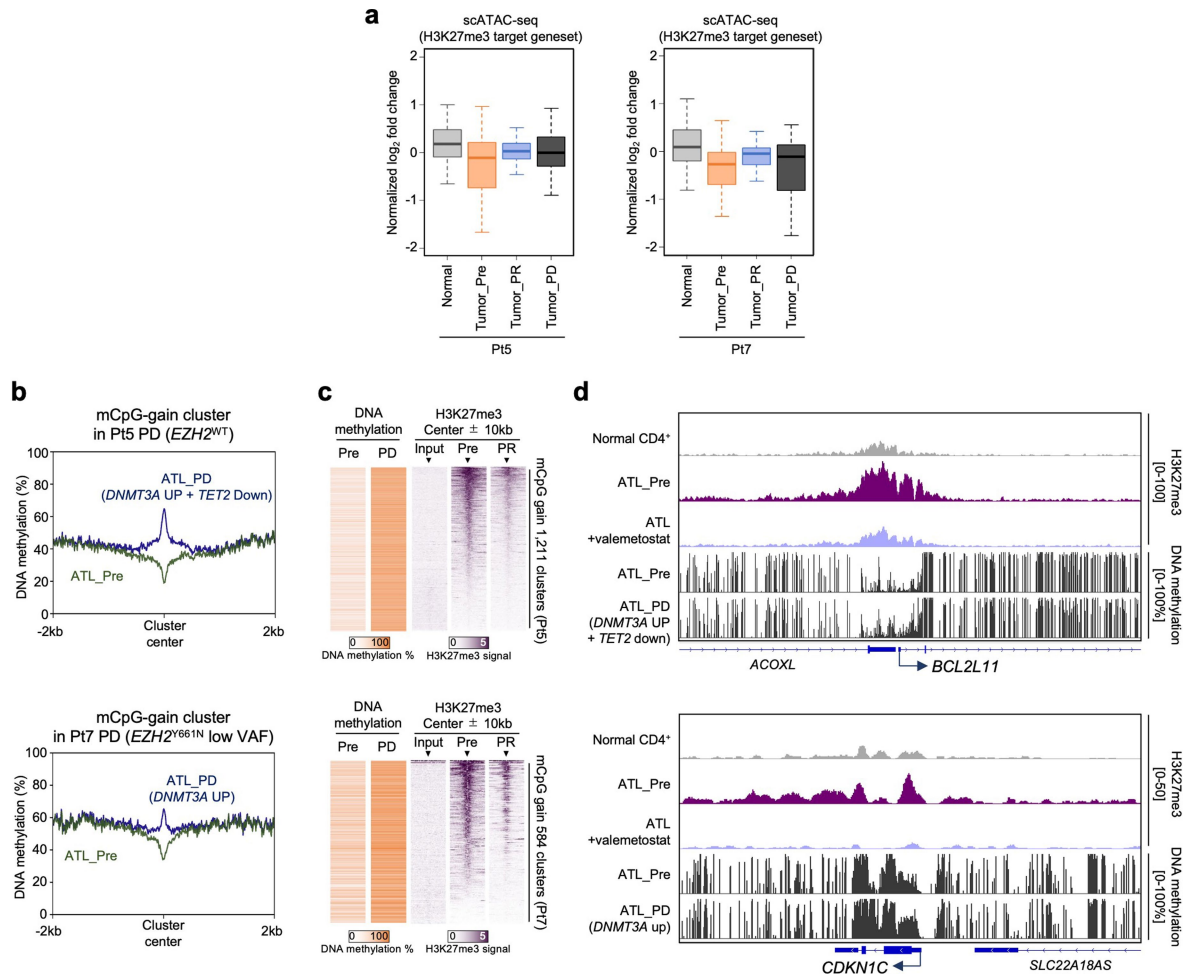 a
scATAC-seq
(H3K27me3 target geneset)
Normalized log2 fold change
2
1
0
-1
-2
Normal
Tumor_Pre
Tumor_PR
Tumor_PD
Pt5
scATAC-seq
(H3K27me3 target geneset)
Normalized log2 fold change
2
1
0
-1
-2
Normal
Tumor_Pre
Tumor_PR
Tumor_PD
Pt7
b
mCpG-gain cluster
in Pt5 PD (EZH2WT)
DNA methylation (%)
100
80
60
40
20
0
ATL_PD
(DNMT3A UP + TET2 Down)
ATL_Pre
-2kb
Cluster
center
2kb
mCpG-gain cluster
in Pt7 PD (EZH2Y661N low VAF)
DNA methylation (%)
100
80
60
40
20
0
ATL_PD
(DNMT3A UP)
ATL_Pre
-2kb
Cluster
center
2kb
c
DNA
methylation
Pre PD
H3K27me3
Center ± 10kb
Input Pre PR
mCpG gain 1,211 clusters (Pt5)
0 100
DNA methylation %
0 5
H3K27me3 signal
DNA
methylation
Pre PD
H3K27me3
Center ± 10kb
Input Pre PR
mCpG gain 584 clusters (Pt7)
0 100
DNA methylation %
0 5
H3K27me3 signal
d
Normal CD4+
ATL_Pre
ATL
+valemetostat
ATL_Pre
ATL_PD
(DNMT3A UP
+ TET2 down)
H3K27me3
[0-100]
DNA methylation
[0-100%]
ACOXL
BCL2L11
Normal CD4+
ATL_Pre
ATL
+valemetostat
ATL_Pre
ATL_PD
(DNMT3A up)
H3K27me3
[0-50]
DNA methylation
[0-100%]
CDKN1C
SLC22A18AS